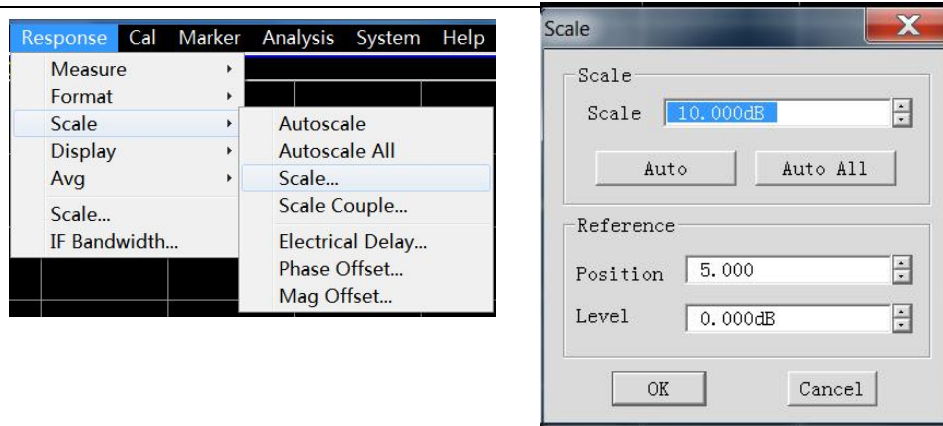 Response Cal Marker Analysis System Help
Measure
Format
Scale
Display
Avg
Scale...
IF Bandwidth...
Autoscale
Autoscale All
Scale...
Scale Couple...
Electrical Delay...
Phase Offset...
Mag Offset...
Scale
Scale
Scale 10.000dB
Auto Auto All
Reference
Position 5.000
Level 0.000dB
OK Cancel